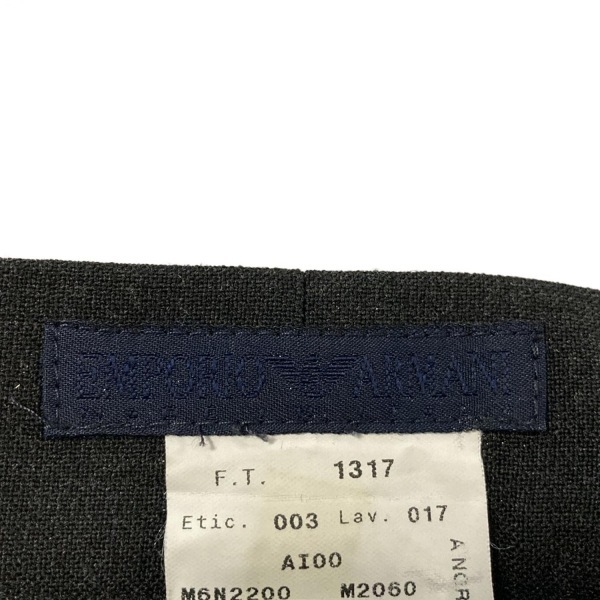 EMPORIO ARMANI
F.T. 1317
Etic. 003 Lav. 017
AI00
M6N2200 M2060